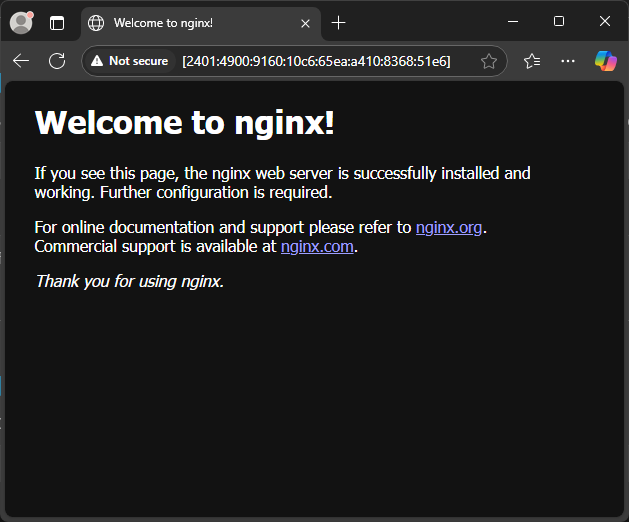 Welcome to nginx!
Not secure [2401:4900:9160:10c6:65ea:a410:8368:51e6]
Welcome to nginx!
If you see this page, the nginx web server is successfully installed and
working. Further configuration is required.
For online documentation and support please refer to nginx.org.
Commercial support is available at nginx.com.
Thank you for using nginx.